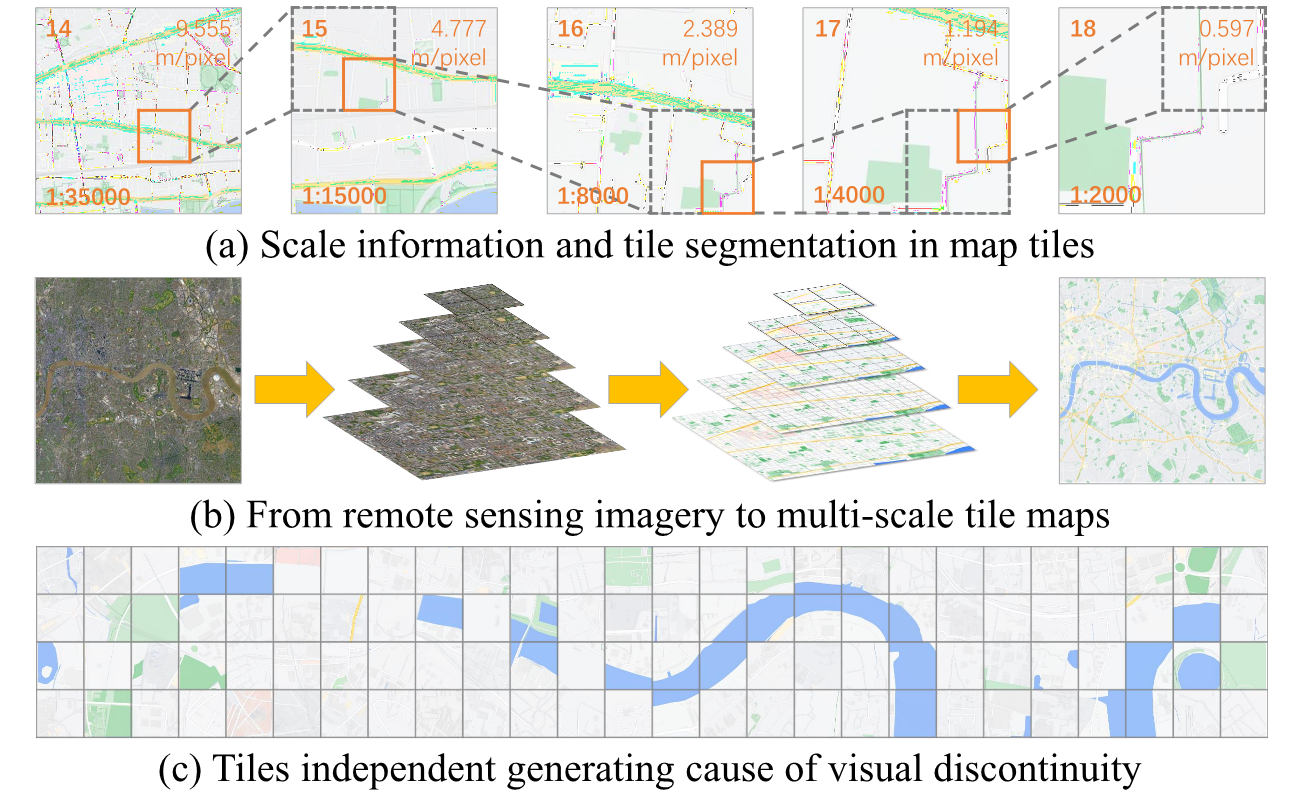 14 9.555 m/pixel
1:35000
15 4.777 m/pixel
1:15000
16 2.389 m/pixel
1:8000
17 1.194 m/pixel
1:4000
18 0.597 m/pixel
1:2000
(a) Scale information and tile segmentation in map tiles
(b) From remote sensing imagery to multi-scale tile maps
(c) Tiles independent generating cause of visual discontinuity